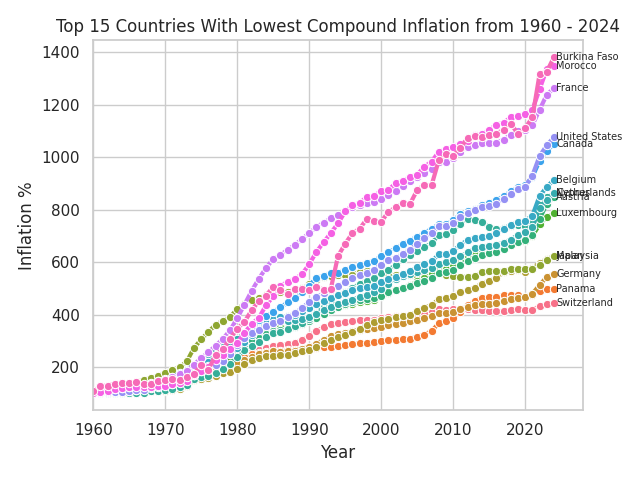 Top 15 Countries With Lowest Compound Inflation from 1960 - 2024
Inflation %
1400
1200
1000
800
600
400
200
Burkina Faso
Morocco
France
United States
Canada
Belgium
Netherlands
Austria
Luxembourg
Malaysia
Germany
Panama
Switzerland
1960
1970
1980
1990
2000
2010
2020
Year